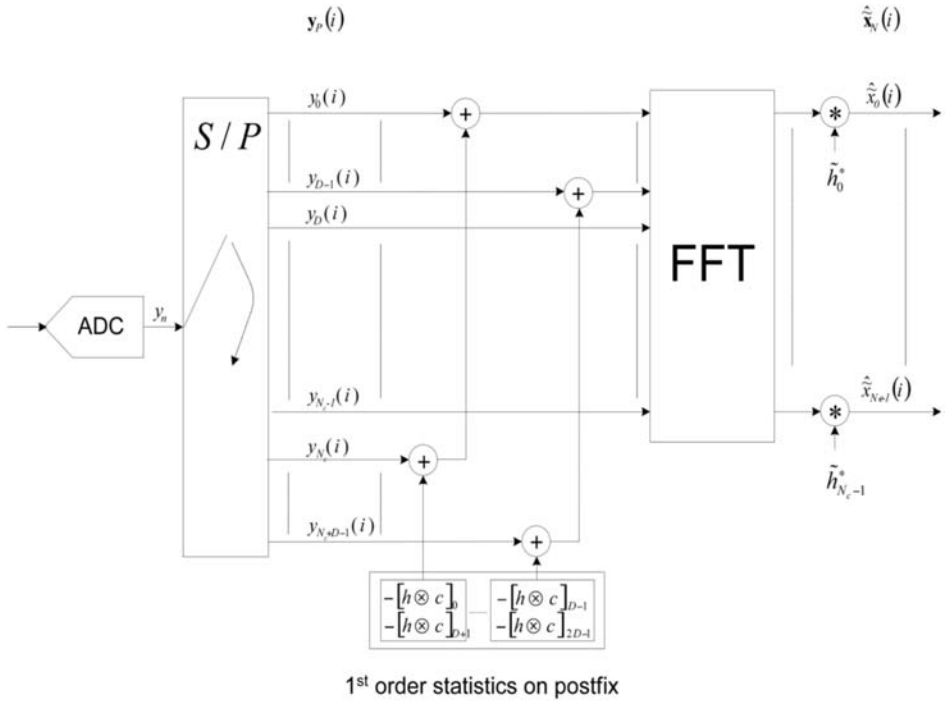 𝐲_P(i)
x̃̂_N(i)
y_0(i)
x̃̂_0(i)
S / P
y_{D-1}(i)
h̃_0^*
y_D(i)
FFT
ADC
y_n
y_{N_c-1}(i)
x̃̂_{N+1}(i)
y_{N_c}(i)
h̃_{N_c-1}^*
y_{N_c+D-1}(i)
-[h ⊗ c]_0 ...... -[h ⊗ c]_{D-1}
-[h ⊗ c]_{D+1} -[h ⊗ c]_{2D-1}
1st order statistics on postfix